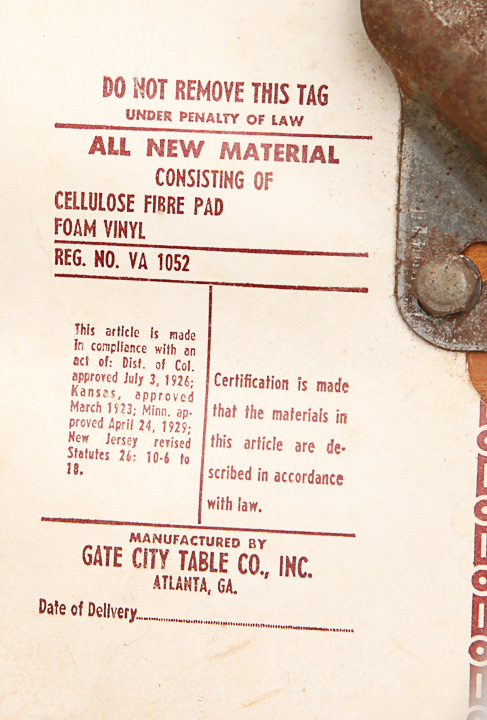 DO NOT REMOVE THIS TAG
UNDER PENALTY OF LAW
ALL NEW MATERIAL
CONSISTING OF
CELLULOSE FIBRE PAD
FOAM VINYL
REG. NO. VA 1052
This article is made
in compliance with an
act of: Dist. of Col.
approved July 3, 1926;
Kansas, approved
March 1923; Minn. ap-
proved April 24, 1929;
New Jersey revised
Statutes 26: 10-6 to
18.
Certification is made
that the materials in
this article are de-
scribed in accordance
with law.
MANUFACTURED BY
GATE CITY TABLE CO., INC.
ATLANTA, GA.
Date of Delivery